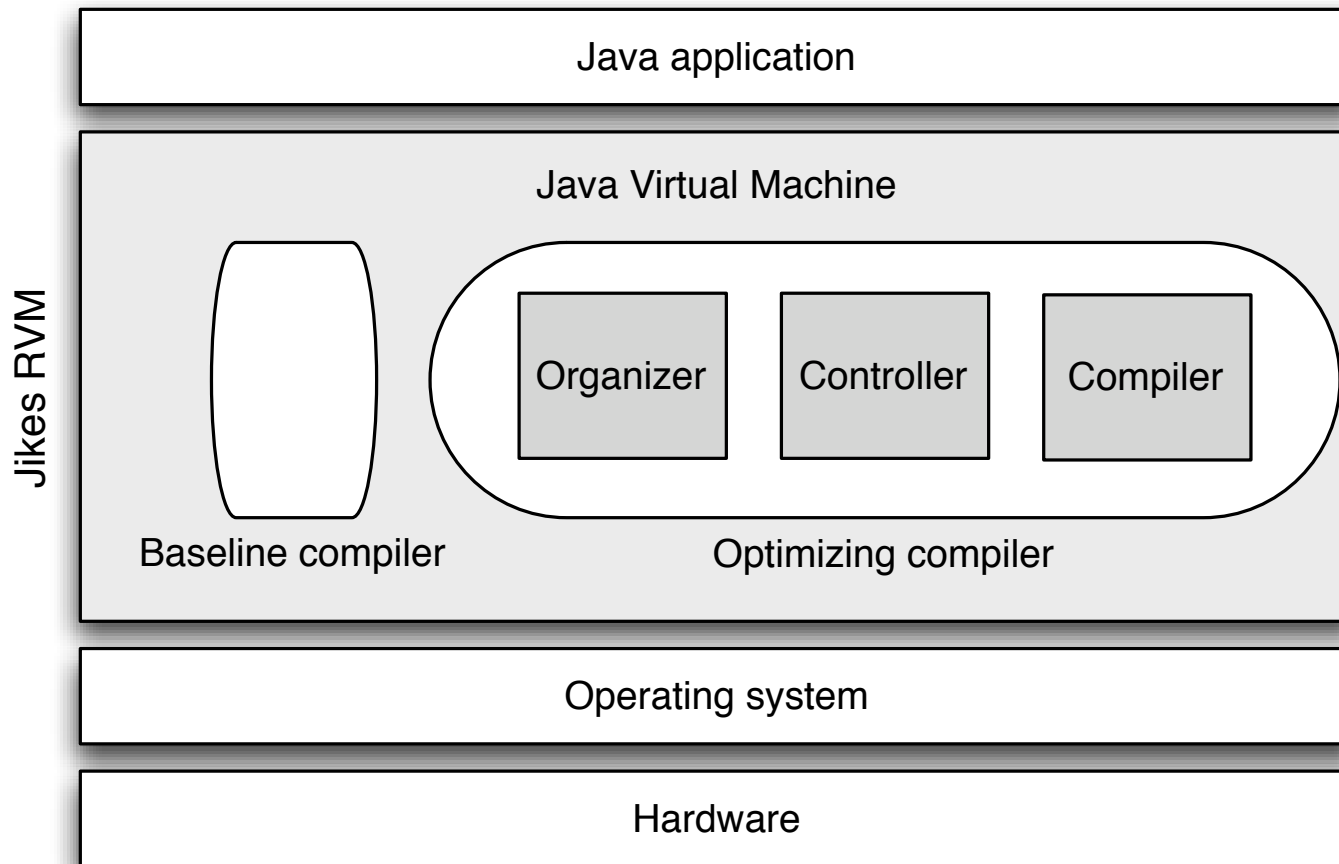 Java application
Java Virtual Machine
Jikes RVM
Organizer
Controller
Compiler
Baseline compiler
Optimizing compiler
Operating system
Hardware